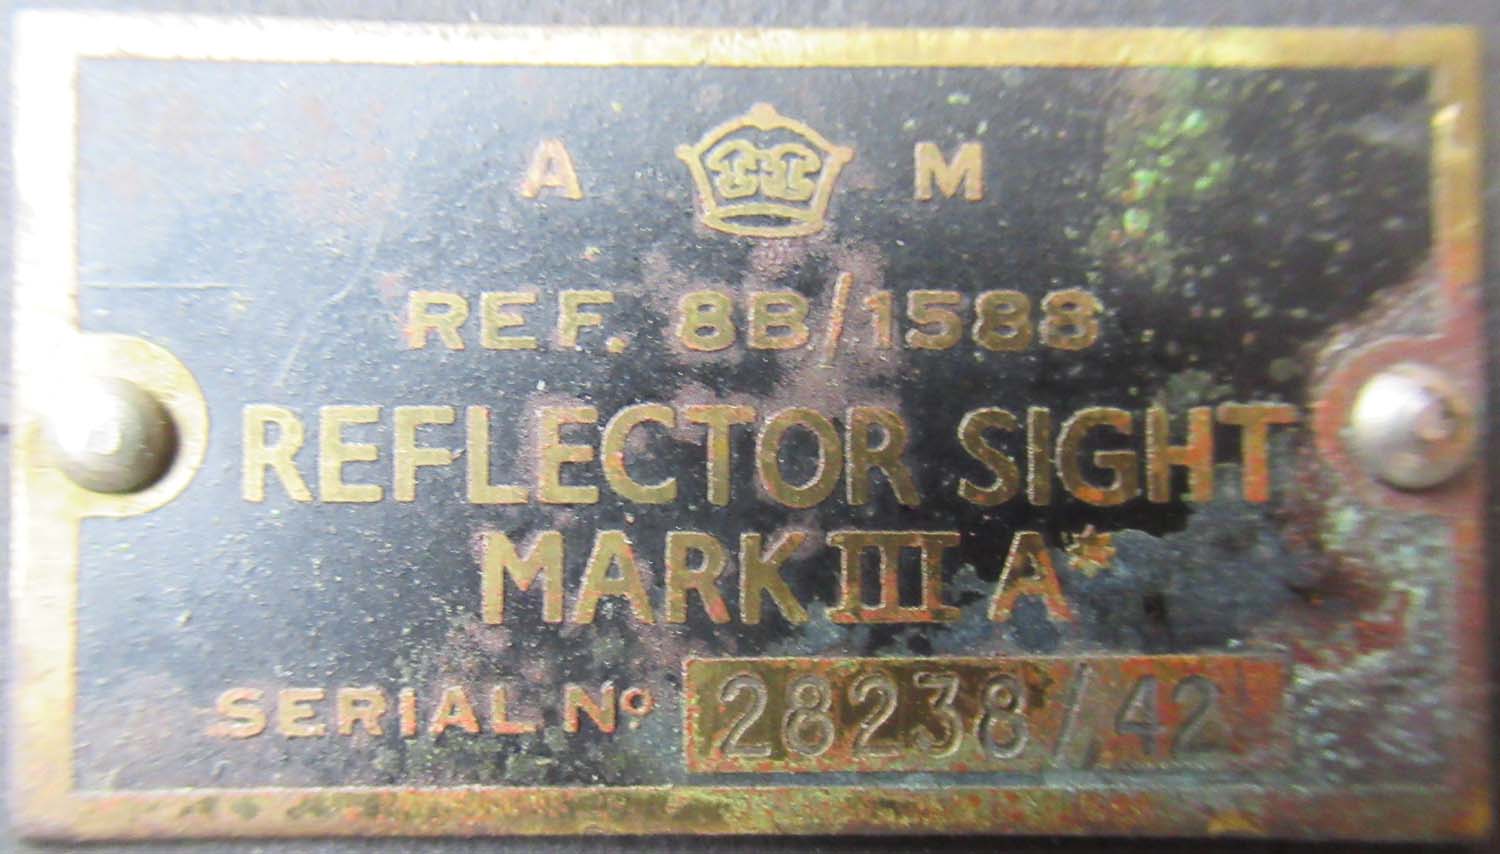 A M
REF. 8B/1588
REFLECTOR SIGHT
MARK III A*
SERIAL Nº 28238/42